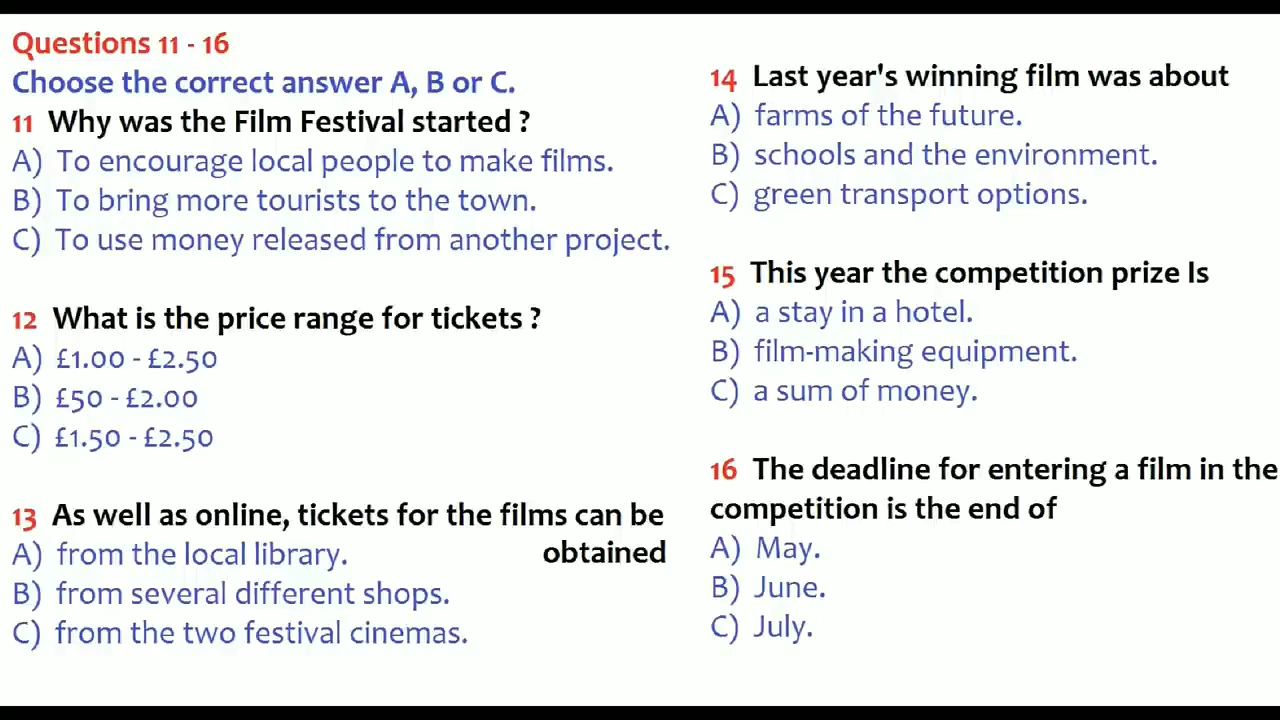 Questions 11 - 16
Choose the correct answer A, B or C.
11 Why was the Film Festival started ?
A) To encourage local people to make films.
B) To bring more tourists to the town.
C) To use money released from another project.
12 What is the price range for tickets ?
A) £1.00 - £2.50
B) £50 - £2.00
C) £1.50 - £2.50
13 As well as online, tickets for the films can be
obtained
A) from the local library.
B) from several different shops.
C) from the two festival cinemas.
14 Last year's winning film was about
A) farms of the future.
B) schools and the environment.
C) green transport options.
15 This year the competition prize Is
A) a stay in a hotel.
B) film-making equipment.
C) a sum of money.
16 The deadline for entering a film in the
competition is the end of
A) May.
B) June.
C) July.